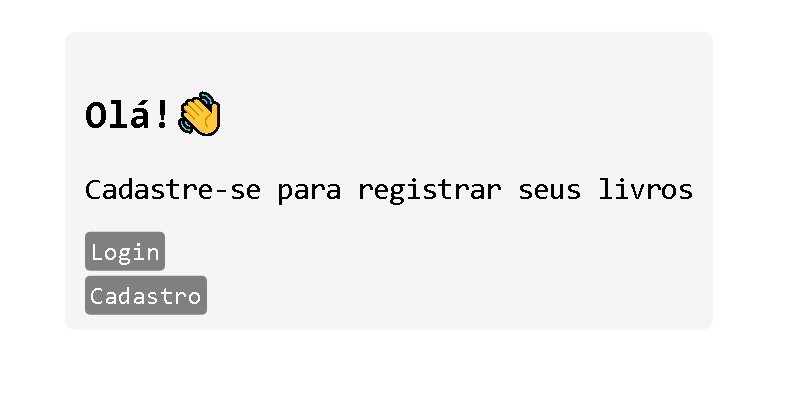 Olá!👋
Cadastre-se para registrar seus livros
Login
Cadastro